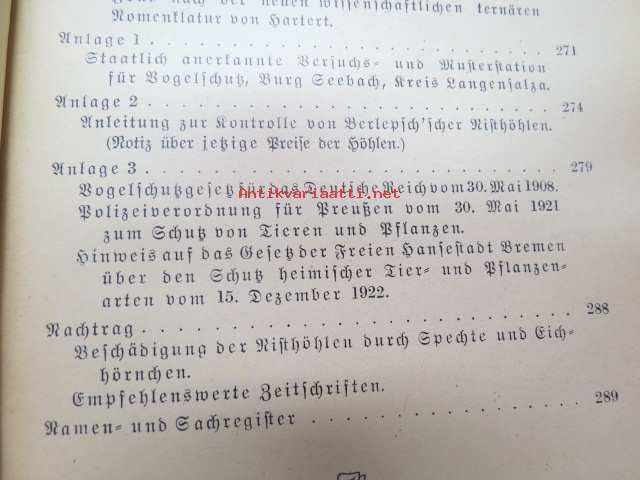 nach der neuen wissenschaftlichen ternären
Nomenklatur von Hartert.
Anlage 1 . . . . . . . . . . . . . . . . . . . . . . 271
Staatlich anerkannte Versuchs- und Musterstation
für Vogelschutz, Burg Seebach, Kreis Langensalza.
Anlage 2 . . . . . . . . . . . . . . . . . . . . . . 274
Anleitung zur Kontrolle von Berlepsch'scher Nisthöhlen.
(Notiz über jetzige Preise der Höhlen.)
Anlage 3 . . . . . . . . . . . . . . . . . . . . . . 279
Vogelschutzgesetz für das Deutsche Reich vom 30. Mai 1908.
Antikvariaatti.net
Polizeiverordnung für Preußen vom 30. Mai 1921
zum Schutz von Tieren und Pflanzen.
Hinweis auf das Gesetz der Freien Hansestadt Bremen
über den Schutz heimischer Tier- und Pflanzen-
arten vom 15. Dezember 1922.
Nachtrag . . . . . . . . . . . . . . . . . . . . . . 288
Beschädigung der Nisthöhlen durch Spechte und Eich-
hörnchen.
Empfehlenswerte Zeitschriften.
Namen- und Sachregister . . . . . . . . . . . . . . 289